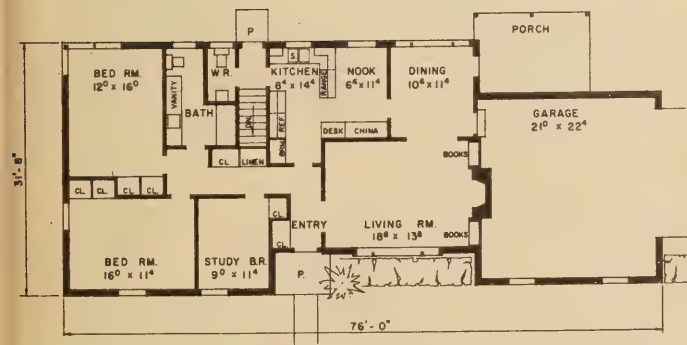 P
PORCH
BED RM.
12⁰ x 16⁰
W.R.
KITCHEN
8⁴ x 14⁴
S
RANGE
NOOK
6⁶ x 11⁴
DINING
10⁶ x 11⁴
VANITY
BATH
DN.
REF.
GARAGE
21⁰ x 22⁴
DESK
CHINA
BOOKS
CL.
LINEN
31'-8"
CL.
CL.
CL.
CL.
CL.
CL.
ENTRY
LIVING RM.
18⁸ x 13⁸
BOOKS
BED RM.
16⁰ x 11⁴
STUDY B.R.
9⁰ x 11⁴
P.
76'-0"